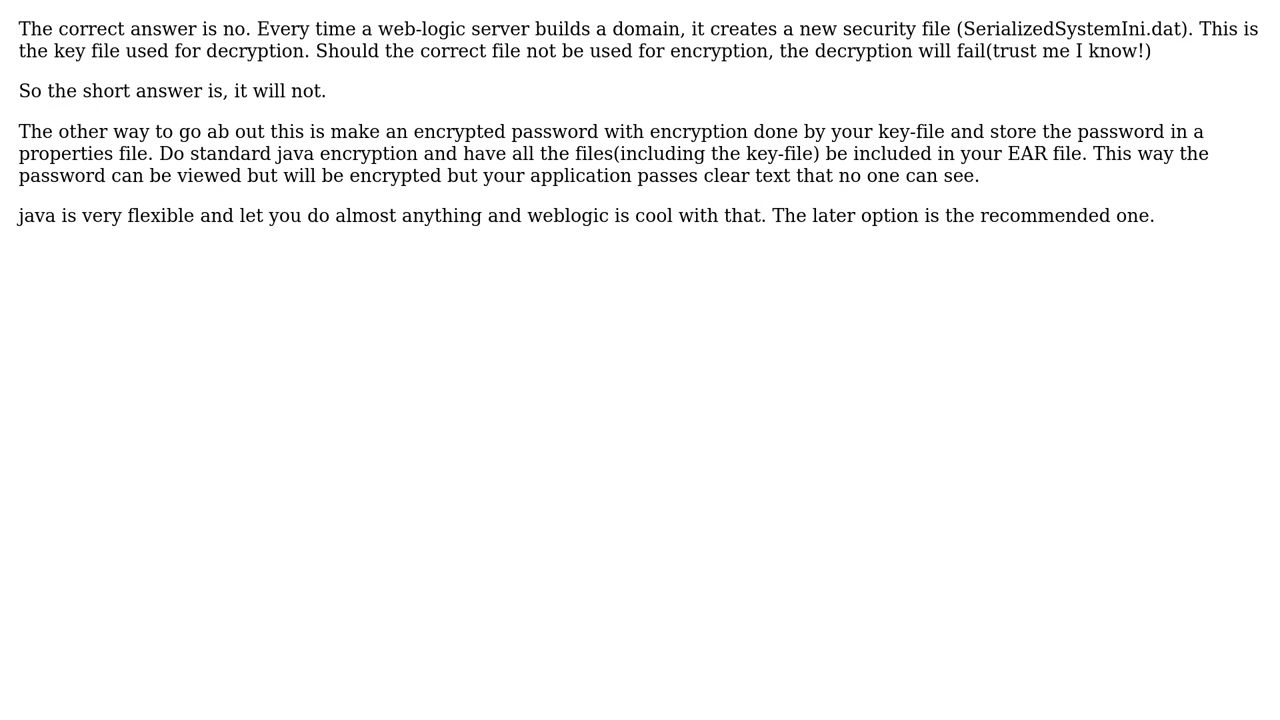 The correct answer is no. Every time a web-logic server builds a domain, it creates a new security file (SerializedSystemIni.dat). This is
the key file used for decryption. Should the correct file not be used for encryption, the decryption will fail(trust me I know!)
So the short answer is, it will not.
The other way to go ab out this is make an encrypted password with encryption done by your key-file and store the password in a
properties file. Do standard java encryption and have all the files(including the key-file) be included in your EAR file. This way the
password can be viewed but will be encrypted but your application passes clear text that no one can see.
java is very flexible and let you do almost anything and weblogic is cool with that. The later option is the recommended one.